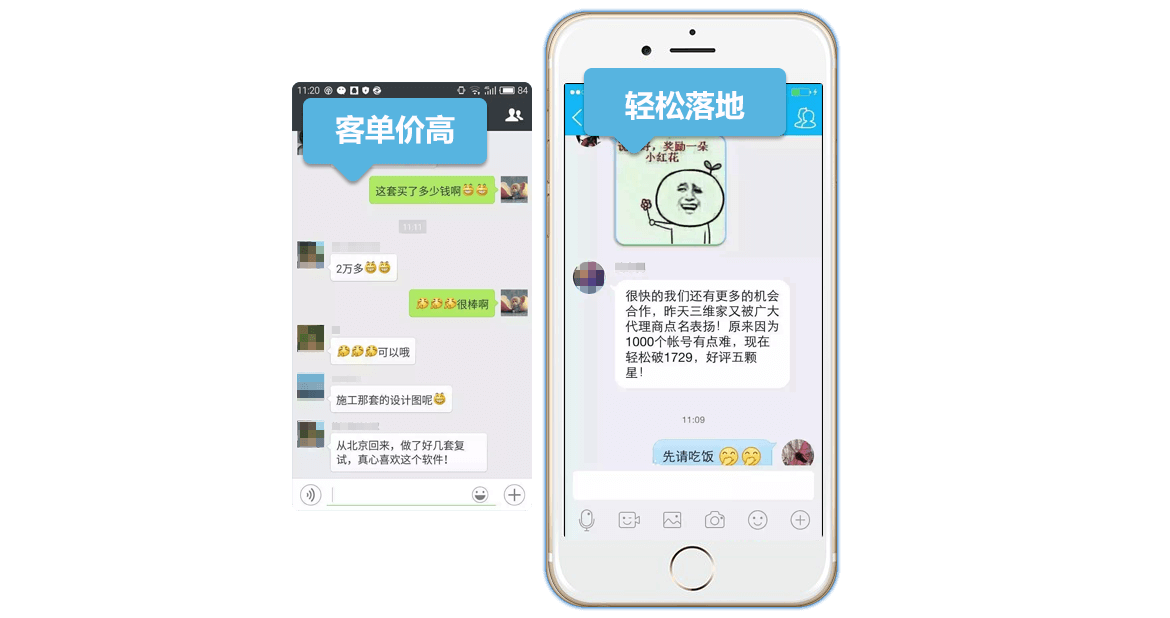 11:20
84
客单价高
这套买了多少钱啊
11:11
2万多
很棒啊
可以哦
施工那套的设计图呢
从北京回来，做了好几套复
试，真心喜欢这个软件！
轻松落地
好，奖励一朵
小红花
很快的我们还有更多的机会
合作，昨天三维家又被广大
代理商点名表扬！原来因为
1000个帐号有点难，现在
轻松破1729，好评五颗
星！
11:09
先请吃饭